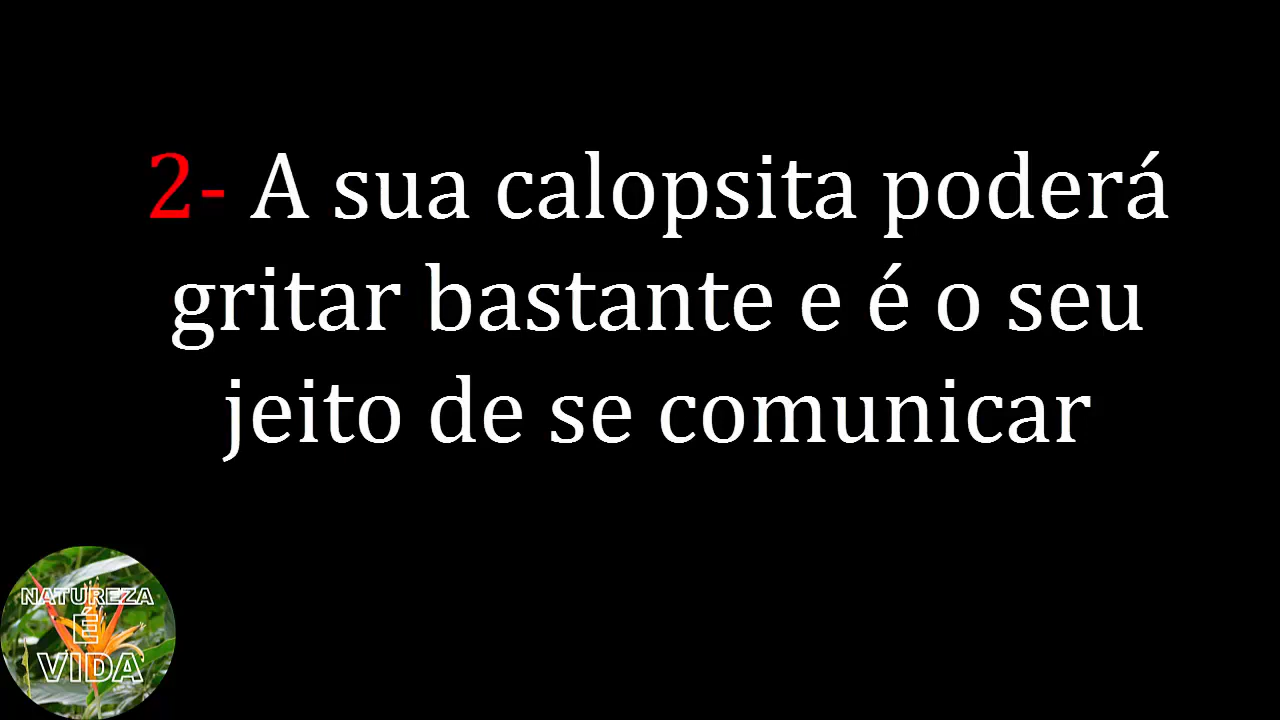 2- A sua calopsita poderá
gritar bastante e é o seu
jeito de se comunicar
NATUREZA
É
VIDA